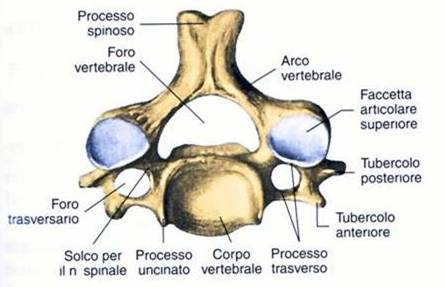 Processo
spinoso
Foro
vertebrale
Arco
vertebrale
Faccetta
articolare
superiore
Tubercolo
posteriore
Tubercolo
anteriore
Foro
trasversario
Solco per
il n spinale
Processo
uncinato
Corpo
vertebrale
Processo
trasverso